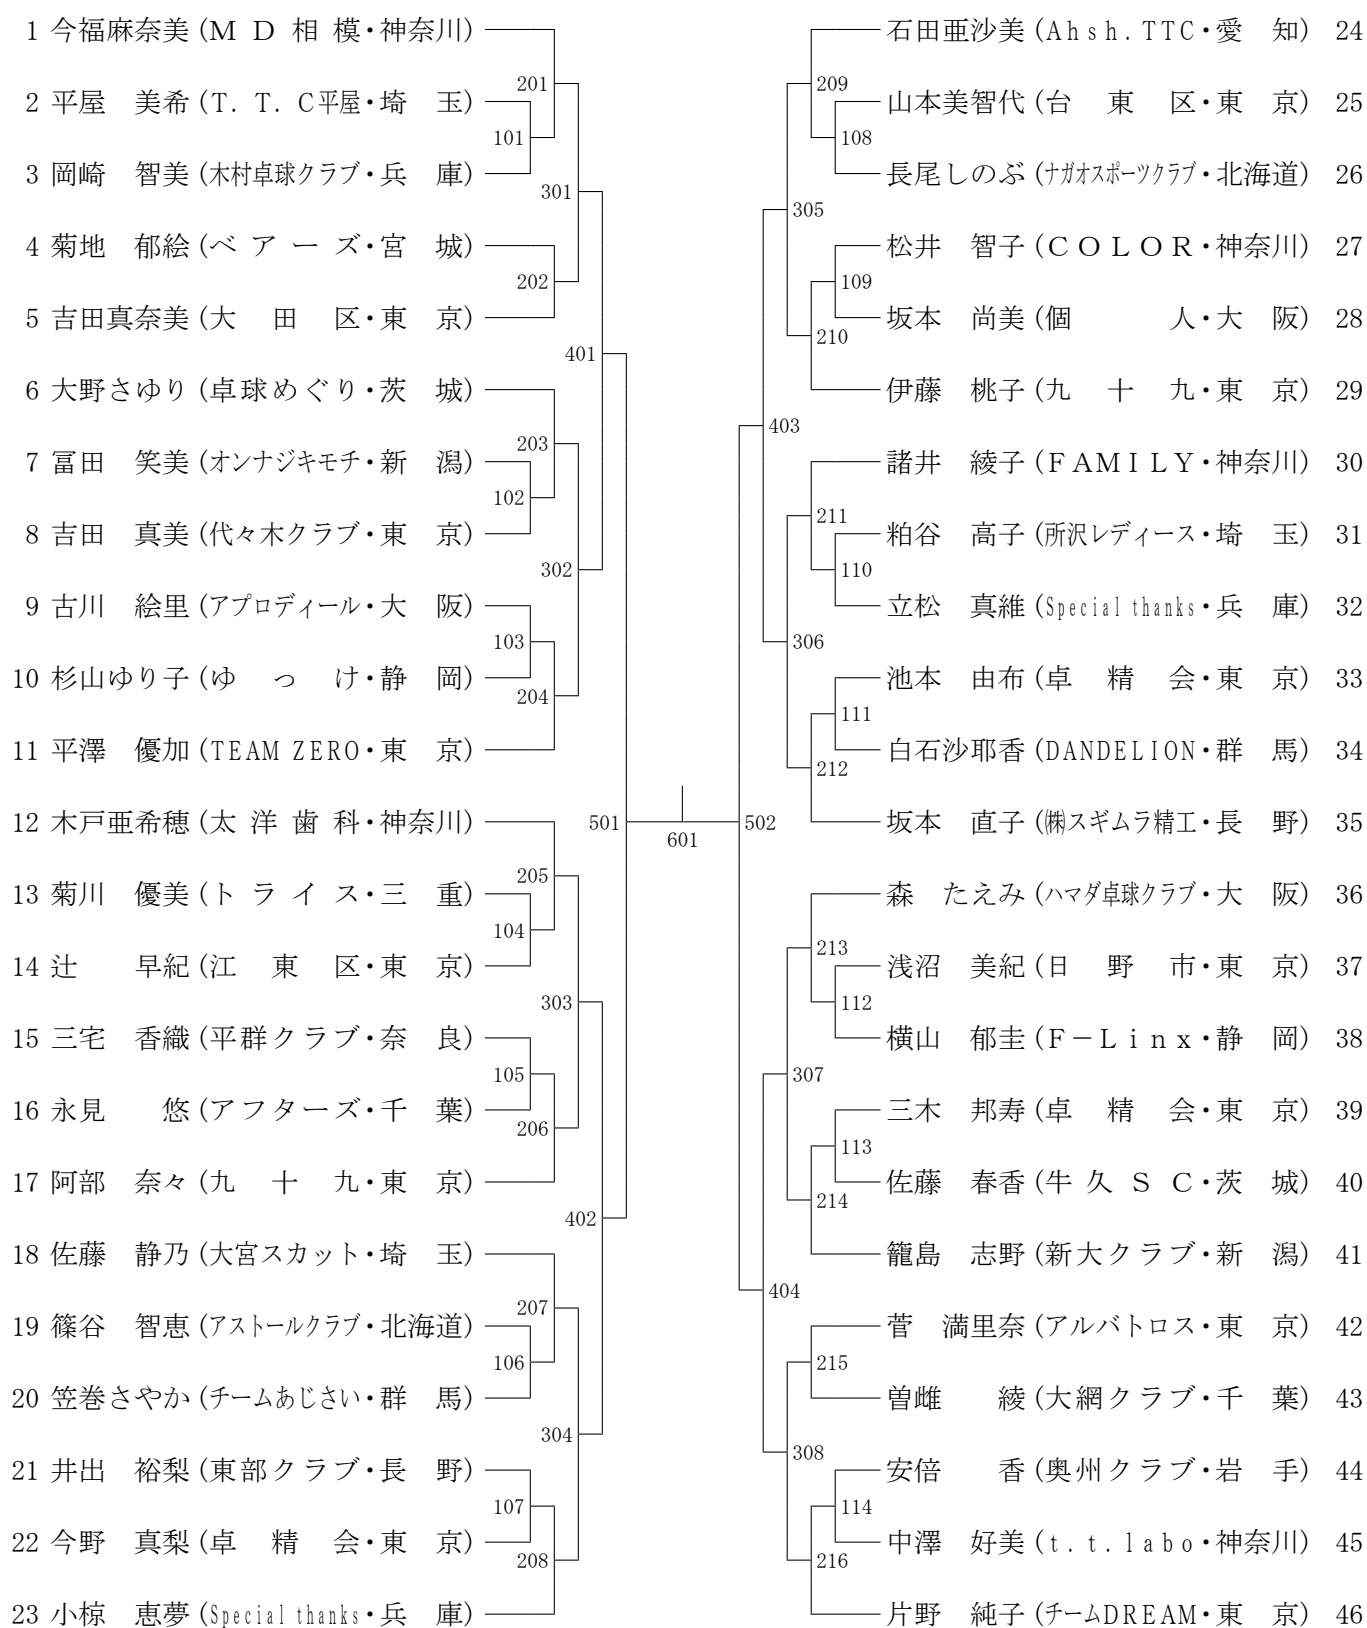 1 今福麻奈美 (ＭＤ相模・神奈川)
201
2 平屋　美希 (T.T.C平屋・埼　玉)
101
3 岡崎　智美 (木村卓球クラブ・兵　庫)
301
4 菊地　郁絵 (ベアーズ・宮　城)
202
5 吉田真奈美 (大田区・東　京)
401
6 大野さゆり (卓球めぐり・茨　城)
203
7 冨田　笑美 (オンナジキモチ・新　潟)
102
8 吉田　真美 (代々木クラブ・東　京)
302
9 古川　絵里 (アプロディール・大　阪)
103
10 杉山ゆり子 (ゆっけ・静　岡)
204
11 平澤　優加 (TEAM ZERO・東　京)
12 木戸亜希穂 (太洋歯科・神奈川)
501
205
13 菊川　優美 (トライス・三　重)
104
14 辻　　早紀 (江東区・東　京)
303
15 三宅　香織 (平群クラブ・奈　良)
105
16 永見　　悠 (アフターズ・千　葉)
206
17 阿部　奈々 (九十九・東　京)
402
18 佐藤　静乃 (大宮スカット・埼　玉)
207
19 篠谷　智恵 (アストールクラブ・北海道)
106
20 笠巻さやか (チームあじさい・群　馬)
304
21 井出　裕梨 (東部クラブ・長　野)
107
22 今野　真梨 (卓精会・東　京)
208
23 小椋　恵夢 (Special thanks・兵　庫)
601
石田亜沙美 (Ahsh.TTC・愛　知) 24
209
山本美智代 (台東区・東　京) 25
108
長尾しのぶ (ナガオスポーツクラブ・北海道) 26
305
松井　智子 (ＣＯＬＯＲ・神奈川) 27
109
坂本　尚美 (個人・大　阪) 28
210
伊藤　桃子 (九十九・東　京) 29
403
諸井　綾子 (FAMILY・神奈川) 30
211
粕谷　高子 (所沢レディース・埼　玉) 31
110
立松　真維 (Special thanks・兵　庫) 32
306
池本　由布 (卓精会・東　京) 33
111
白石沙耶香 (DANDELION・群　馬) 34
212
坂本　直子 (㈱スギムラ精工・長　野) 35
502
森　たえみ (ハマダ卓球クラブ・大　阪) 36
213
浅沼　美紀 (日野市・東　京) 37
112
横山　郁圭 (F－Linx・静　岡) 38
307
三木　邦寿 (卓精会・東　京) 39
113
佐藤　春香 (牛久ＳＣ・茨　城) 40
214
籠島　志野 (新大クラブ・新　潟) 41
404
菅　満里奈 (アルバトロス・東　京) 42
215
曽雌　　綾 (大網クラブ・千　葉) 43
308
安倍　　香 (奥州クラブ・岩　手) 44
114
中澤　好美 (t.t.labo・神奈川) 45
216
片野　純子 (チームDREAM・東　京) 46